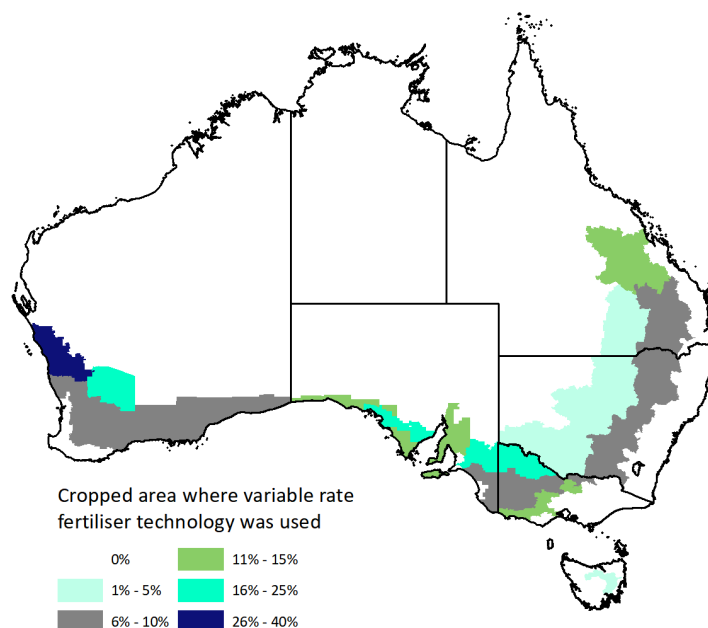 Cropped area where variable rate
fertiliser technology was used
0%
11% - 15%
1% - 5%
16% - 25%
6% - 10%
26% - 40%